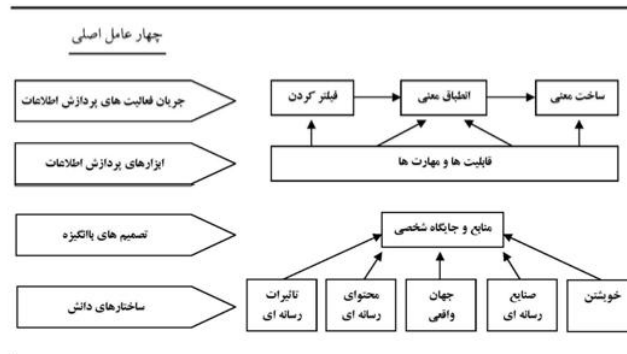 چهار عامل اصلی
جریان فعالیت های پردازش اطلاعات
فیلتر کردن
انطباق معنی
ساخت معنی
ابزارهای پردازش اطلاعات
قابلیت ها و مهارت ها
تصمیم های باانگیزه
منابع و جایگاه شخصی
ساختارهای دانش
تاثیرات
رسانه ای
محتوای
رسانه ای
جهان
واقعی
صنایع
رسانه ای
خویشتن